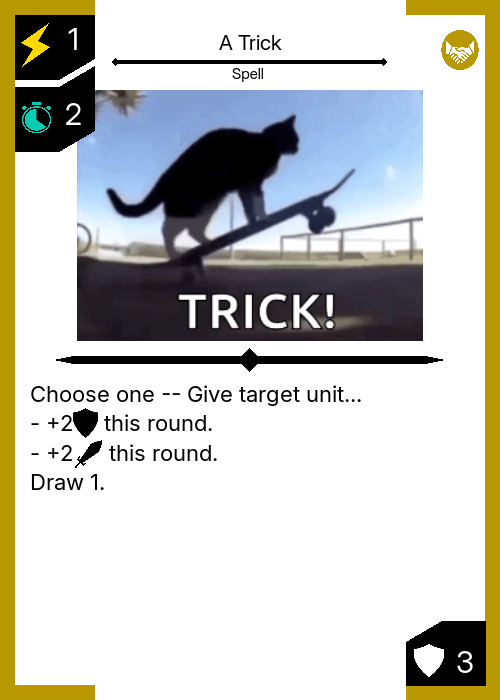 1
A Trick
Spell
2
TRICK!
Choose one -- Give target unit...
- +2 this round.
- +2 this round.
Draw 1.
3